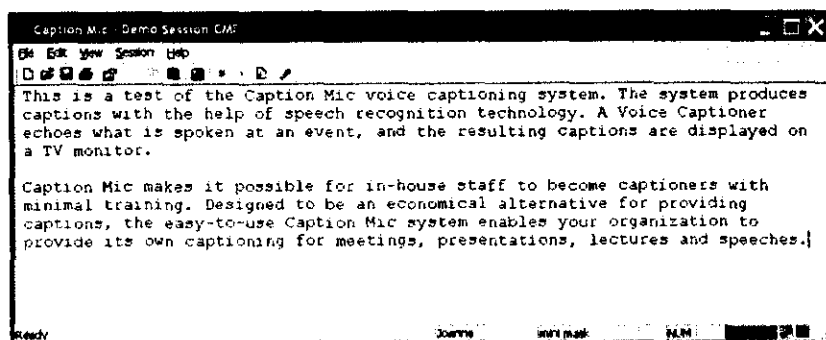 Caption Mic - Demo Session CMF
File Edit View Session Help
This is a test of the Caption Mic voice captioning system. The system produces
captions with the help of speech recognition technology. A Voice Captioner
echoes what is spoken at an event, and the resulting captions are displayed on
a TV monitor.
Caption Mic makes it possible for in-house staff to become captioners with
minimal training. Designed to be an economical alternative for providing
captions, the easy-to-use Caption Mic system enables your organization to
provide its own captioning for meetings, presentations, lectures and speeches.
Ready Joanne mini mask NUM